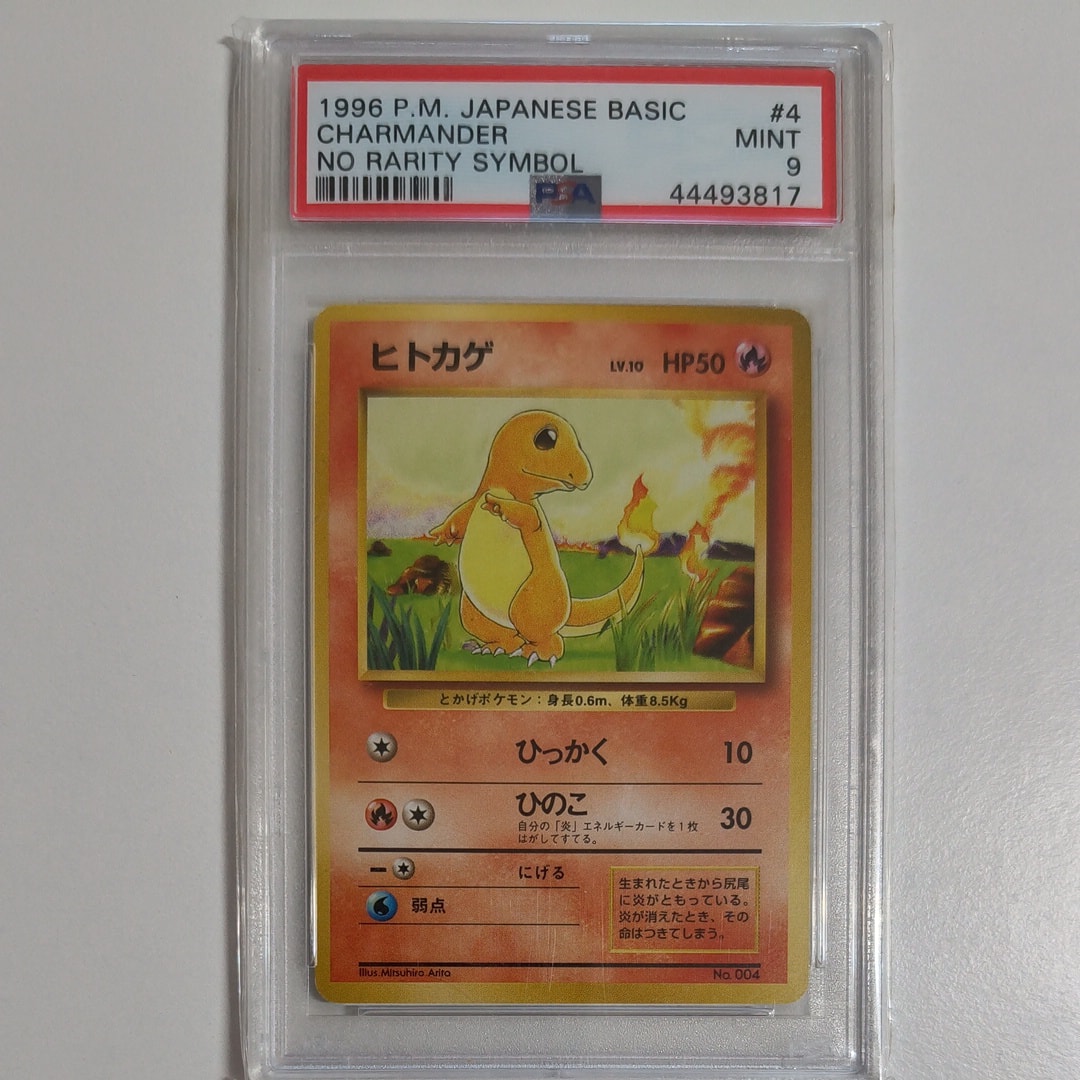 1996 P.M. JAPANESE BASIC #4
CHARMANDER MINT
NO RARITY SYMBOL 9
PSA 44493817
ヒトカゲ LV.10 HP50
とかげポケモン：身長0.6m、体重8.5Kg
ひっかく 10
ひのこ 30
自分の「炎」エネルギーカードを1枚
はがしてすてる。
にげる
弱点
生まれたときから尻尾
に炎がともっている。
炎が消えたとき、その
命はつきてしまう。
Illus.Mitsuhiro Arita No. 004